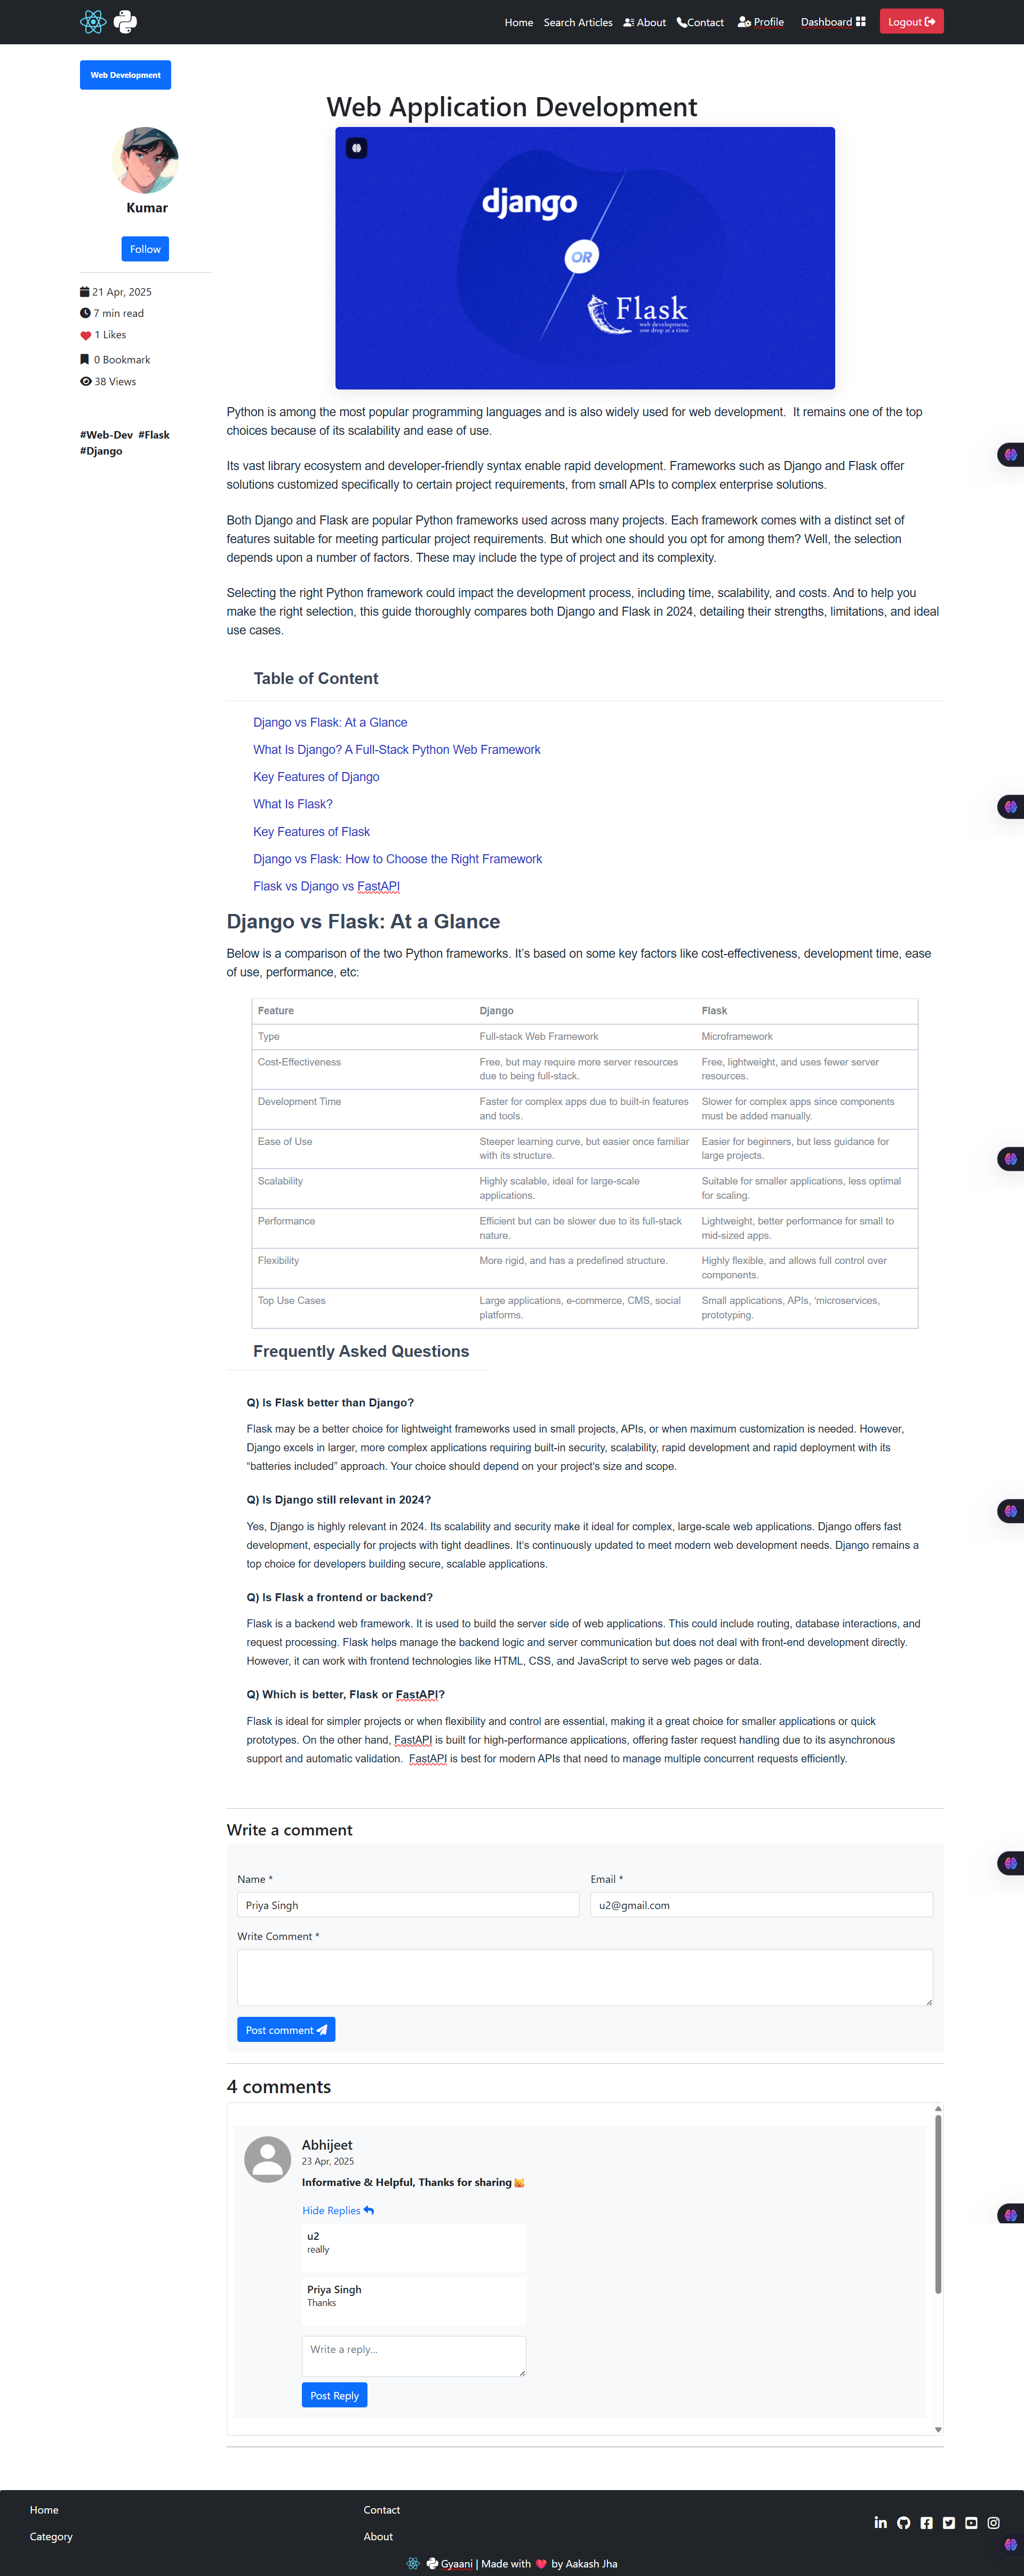 Home Search Articles About Contact Profile Dashboard Logout
Web Development
Web Application Development
Kumar
Follow
21 Apr, 2025
7 min read
1 Likes
0 Bookmark
38 Views
#Web-Dev #Flask
#Django
django
OR
Flask
web development,
one drop at a time
Python is among the most popular programming languages and is also widely used for web development.  It remains one of the top
choices because of its scalability and ease of use.
Its vast library ecosystem and developer-friendly syntax enable rapid development. Frameworks such as Django and Flask offer
solutions customized specifically to certain project requirements, from small APIs to complex enterprise solutions.
Both Django and Flask are popular Python frameworks used across many projects. Each framework comes with a distinct set of
features suitable for meeting particular project requirements. But which one should you opt for among them? Well, the selection
depends upon a number of factors. These may include the type of project and its complexity.
Selecting the right Python framework could impact the development process, including time, scalability, and costs. And to help you
make the right selection, this guide thoroughly compares both Django and Flask in 2024, detailing their strengths, limitations, and ideal
use cases.
Table of Content
Django vs Flask: At a Glance
What Is Django? A Full-Stack Python Web Framework
Key Features of Django
What Is Flask?
Key Features of Flask
Django vs Flask: How to Choose the Right Framework
Flask vs Django vs FastAPI
Django vs Flask: At a Glance
Below is a comparison of the two Python frameworks. It’s based on some key factors like cost-effectiveness, development time, ease
of use, performance, etc:
Feature Django Flask
Type Full-stack Web Framework Microframework
Cost-Effectiveness Free, but may require more server resources Free, lightweight, and uses fewer server
due to being full-stack. resources.
Development Time Faster for complex apps due to built-in features Slower for complex apps since components
and tools. must be added manually.
Ease of Use Steeper learning curve, but easier once familiar Easier for beginners, but less guidance for
with its structure. large projects.
Scalability Highly scalable, ideal for large-scale Suitable for smaller applications, less optimal
applications. for scaling.
Performance Efficient but can be slower due to its full-stack Lightweight, better performance for small to
nature. mid-sized apps.
Flexibility More rigid, and has a predefined structure. Highly flexible, and allows full control over
components.
Top Use Cases Large applications, e-commerce, CMS, social Small applications, APIs, ‘microservices,
platforms. prototyping.
Frequently Asked Questions
Q) Is Flask better than Django?
Flask may be a better choice for lightweight frameworks used in small projects, APIs, or when maximum customization is needed. However,
Django excels in larger, more complex applications requiring built-in security, scalability, rapid development and rapid deployment with its
“batteries included” approach. Your choice should depend on your project's size and scope.
Q) Is Django still relevant in 2024?
Yes, Django is highly relevant in 2024. Its scalability and security make it ideal for complex, large-scale web applications. Django offers fast
development, especially for projects with tight deadlines. It's continuously updated to meet modern web development needs. Django remains a
top choice for developers building secure, scalable applications.
Q) Is Flask a frontend or backend?
Flask is a backend web framework. It is used to build the server side of web applications. This could include routing, database interactions, and
request processing. Flask helps manage the backend logic and server communication but does not deal with front-end development directly.
However, it can work with frontend technologies like HTML, CSS, and JavaScript to serve web pages or data.
Q) Which is better, Flask or FastAPI?
Flask is ideal for simpler projects or when flexibility and control are essential, making it a great choice for smaller applications or quick
prototypes. On the other hand, FastAPI is built for high-performance applications, offering faster request handling due to its asynchronous
support and automatic validation.  FastAPI is best for modern APIs that need to manage multiple concurrent requests efficiently.
Write a comment
Name * Email *
Priya Singh u2@gmail.com
Write Comment *
Post comment
4 comments
Abhijeet
23 Apr, 2025
Informative & Helpful, Thanks for sharing😸
Hide Replies
u2
really
Priya Singh
Thanks
Write a reply...
Post Reply
Home Contact
Category About
Gyaani | Made with ❤️ by Aakash Jha